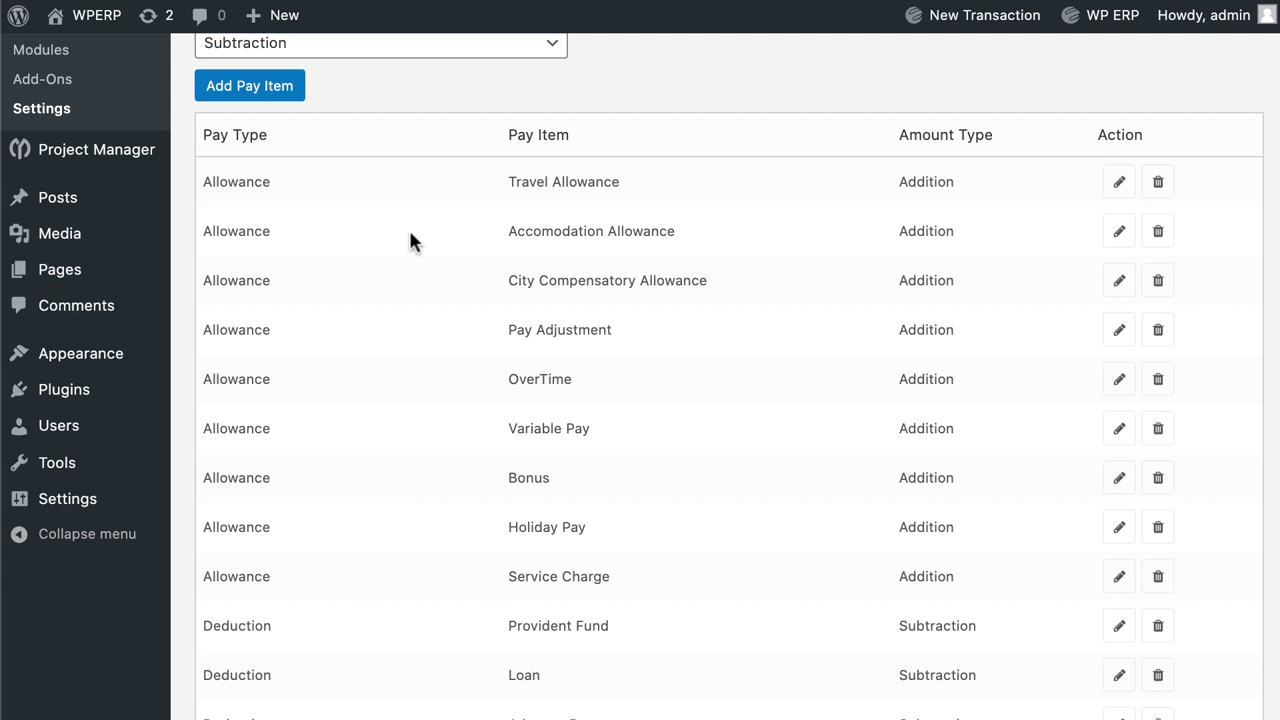 WPERP 2 0 New New Transaction WP ERP Howdy, admin
Modules
Add-Ons
Settings
Project Manager
Posts
Media
Pages
Comments
Appearance
Plugins
Users
Tools
Settings
Collapse menu
Subtraction
Add Pay Item
Pay Type Pay Item Amount Type Action
Allowance Travel Allowance Addition
Allowance Accomodation Allowance Addition
Allowance City Compensatory Allowance Addition
Allowance Pay Adjustment Addition
Allowance OverTime Addition
Allowance Variable Pay Addition
Allowance Bonus Addition
Allowance Holiday Pay Addition
Allowance Service Charge Addition
Deduction Provident Fund Subtraction
Deduction Loan Subtraction